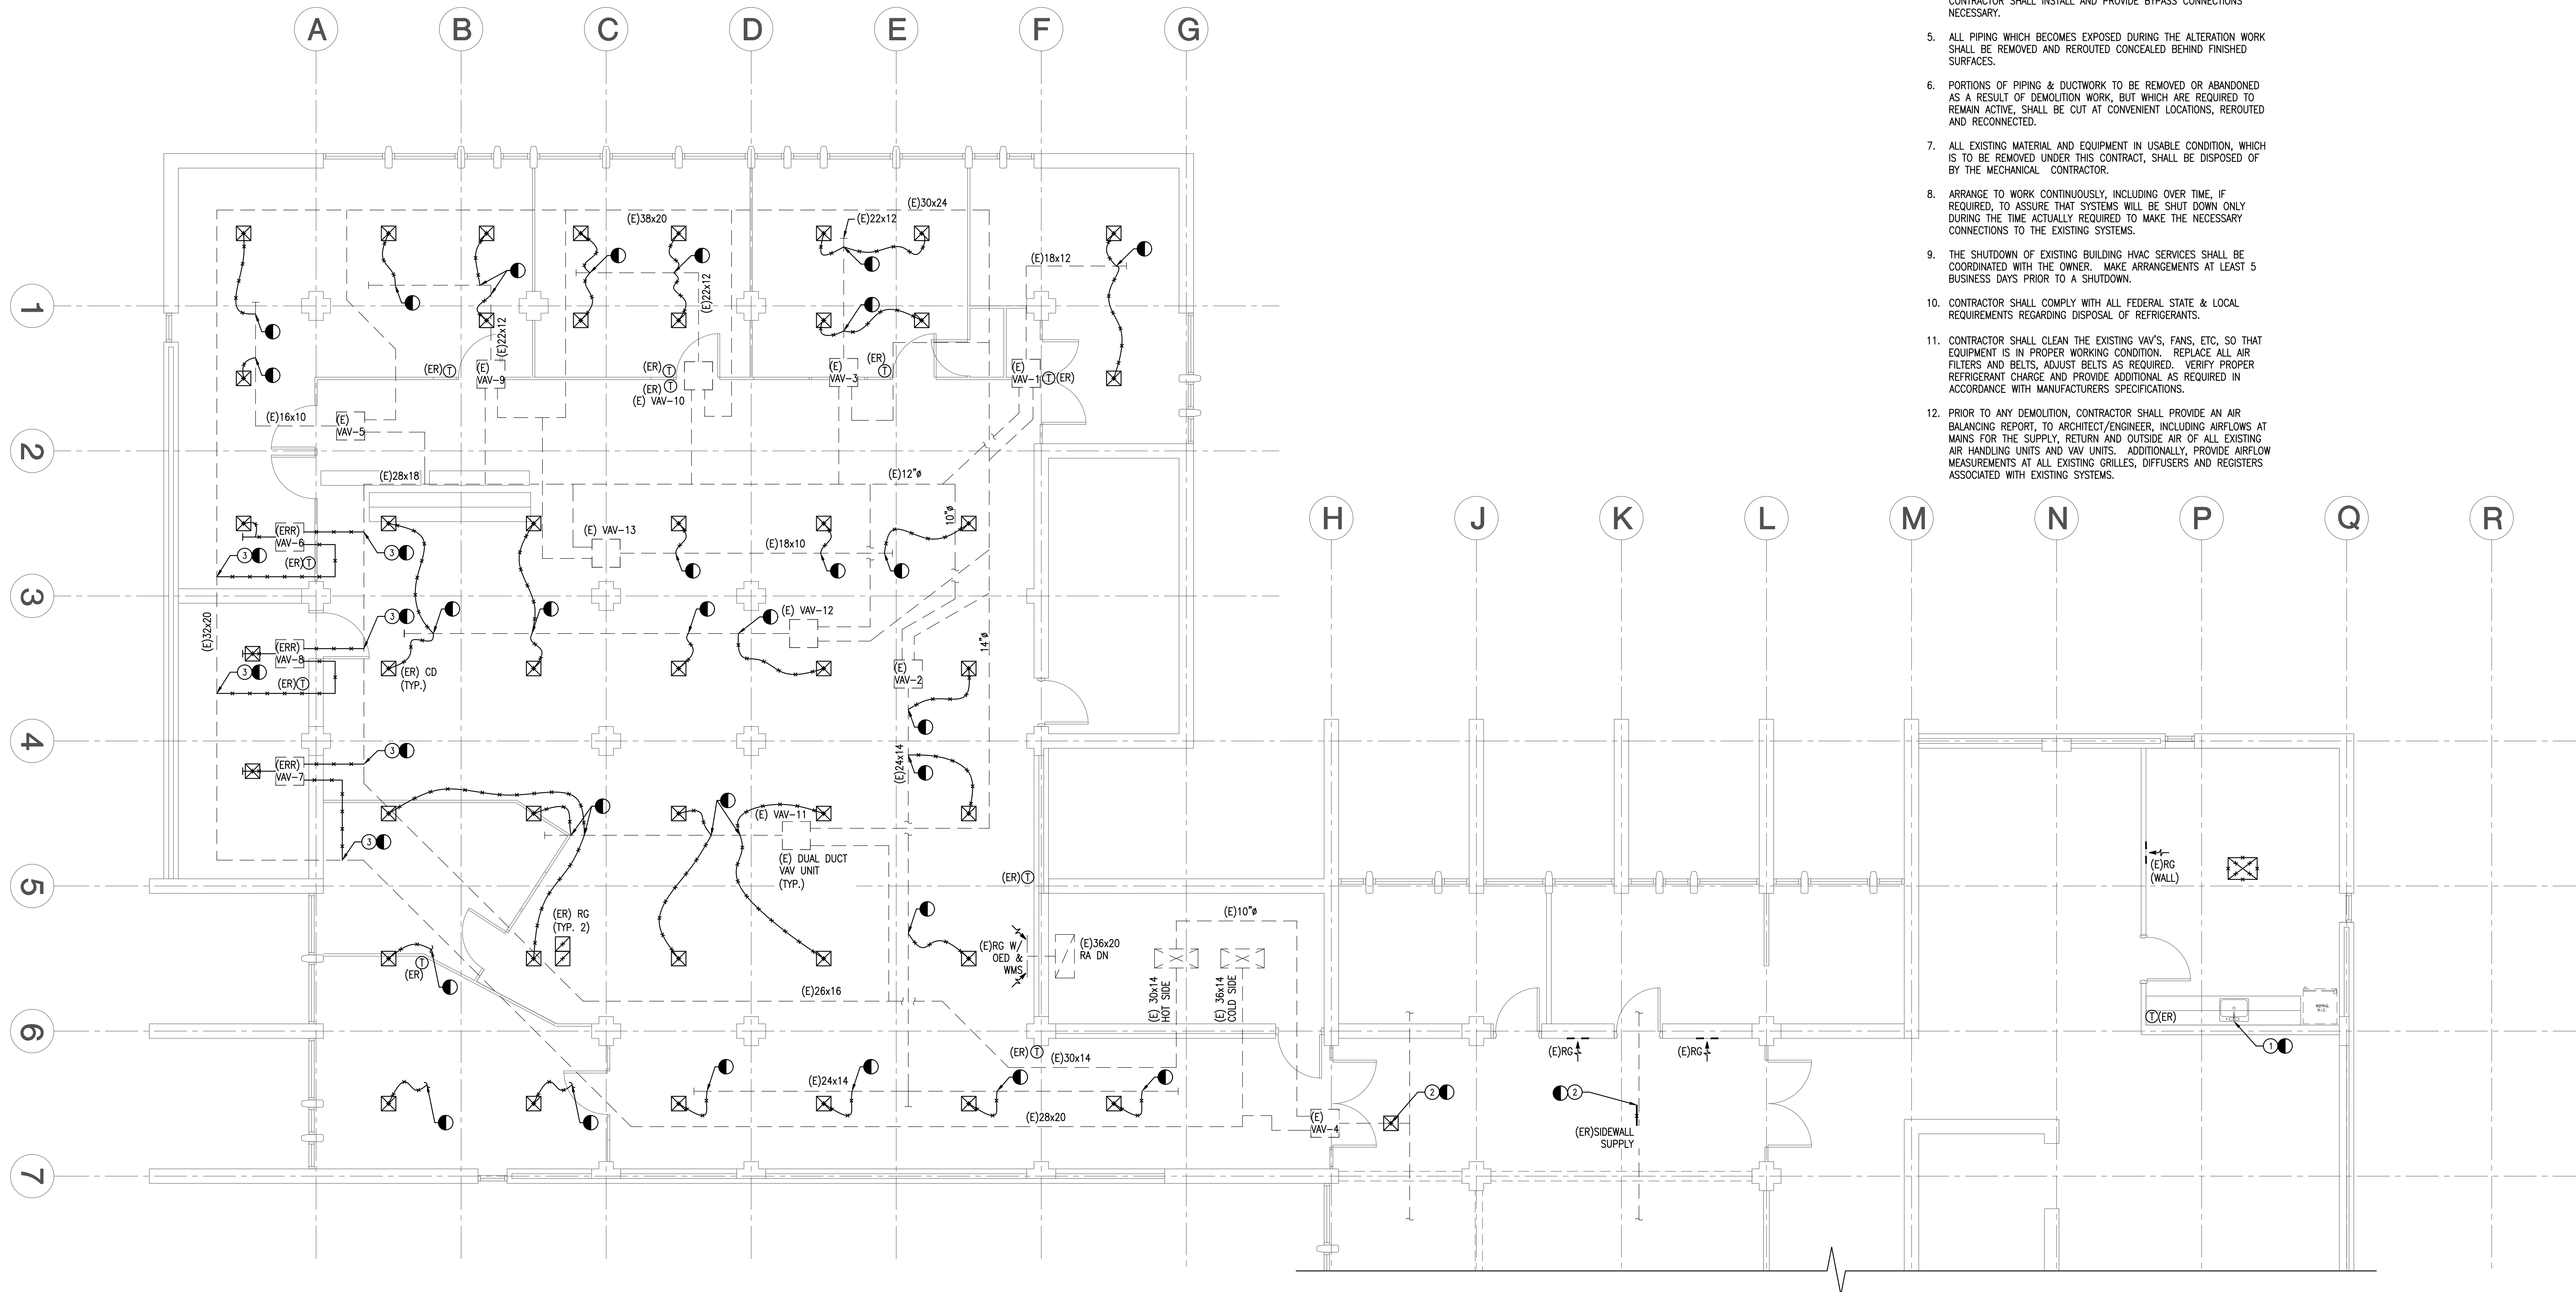 A
B
C
D
E
F
G
CONTRACTOR SHALL INSTALL AND PROVIDE BYPASS CONNECTIONS
NECESSARY.
5. ALL PIPING WHICH BECOMES EXPOSED DURING THE ALTERATION WORK
SHALL BE REMOVED AND REROUTED CONCEALED BEHIND FINISHED
SURFACES.
6. PORTIONS OF PIPING & DUCTWORK TO BE REMOVED OR ABANDONED
AS A RESULT OF DEMOLITION WORK, BUT WHICH ARE REQUIRED TO
REMAIN ACTIVE, SHALL BE CUT AT CONVENIENT LOCATIONS, REROUTED
AND RECONNECTED.
7. ALL EXISTING MATERIAL AND EQUIPMENT IN USABLE CONDITION, WHICH
IS TO BE REMOVED UNDER THIS CONTRACT, SHALL BE DISPOSED OF
BY THE MECHANICAL CONTRACTOR.
8. ARRANGE TO WORK CONTINUOUSLY, INCLUDING OVER TIME, IF
REQUIRED, TO ASSURE THAT SYSTEMS WILL BE SHUT DOWN ONLY
DURING THE TIME ACTUALLY REQUIRED TO MAKE THE NECESSARY
CONNECTIONS TO THE EXISTING SYSTEMS.
9. THE SHUTDOWN OF EXISTING BUILDING HVAC SERVICES SHALL BE
COORDINATED WITH THE OWNER. MAKE ARRANGEMENTS AT LEAST 5
BUSINESS DAYS PRIOR TO A SHUTDOWN.
10. CONTRACTOR SHALL COMPLY WITH ALL FEDERAL STATE & LOCAL
REQUIREMENTS REGARDING DISPOSAL OF REFRIGERANTS.
11. CONTRACTOR SHALL CLEAN THE EXISTING VAV'S, FANS, ETC, SO THAT
EQUIPMENT IS IN PROPER WORKING CONDITION. REPLACE ALL AIR
FILTERS AND BELTS, ADJUST BELTS AS REQUIRED. VERIFY PROPER
REFRIGERANT CHARGE AND PROVIDE ADDITIONAL AS REQUIRED IN
ACCORDANCE WITH MANUFACTURERS SPECIFICATIONS.
12. PRIOR TO ANY DEMOLITION, CONTRACTOR SHALL PROVIDE AN AIR
BALANCING REPORT, TO ARCHITECT/ENGINEER, INCLUDING AIRFLOWS AT
MAINS FOR THE SUPPLY, RETURN AND OUTSIDE AIR OF ALL EXISTING
AIR HANDLING UNITS AND VAV UNITS. ADDITIONALLY, PROVIDE AIRFLOW
MEASUREMENTS AT ALL EXISTING GRILLES, DIFFUSERS AND REGISTERS
ASSOCIATED WITH EXISTING SYSTEMS.
(E)30x24
(E)38x20
(E)22x12
(E)18x12
(E)22x12
1
(E)22x12
(ER) T
(E)
VAV-9
(ER)
T
(ER) T
(E) VAV-10
(E)
VAV-3
(ER)
T
(E)
VAV-1
T (ER)
(E)16x10
(E)
VAV-5
2
(E)28x18
(E)12"ø
10"ø
H
J
K
L
M
N
P
Q
R
(ERR)
VAV-6
3
3
(ER) T
(E) VAV-13
(E)18x10
3
3
(E)32x20
(E) VAV-12
(ERR)
VAV-8
3
(ER) T
(ER) CD
(TYP.)
14"ø
(E)
VAV-2
4
3
(ERR)
VAV-7
(E)24x14
(E) VAV-11
3
(E) DUAL DUCT
VAV UNIT
(TYP.)
5
(ER) T
(E)RG
(WALL)
(ER) RG
(TYP. 2)
(E)10"ø
(E)RG W/
OED &
WMS
(E)36x20
RA DN
T
(ER)
(E) 30x14
HOT SIDE
(E) 36x14
COLD SIDE
(E)26x16
6
T (ER)
1
(ER) T
(E)30x14
(E)RG
(E)RG
(E)24x14
2
2
(E)28x20
(E)
VAV-4
(ER)SIDEWALL
SUPPLY
7